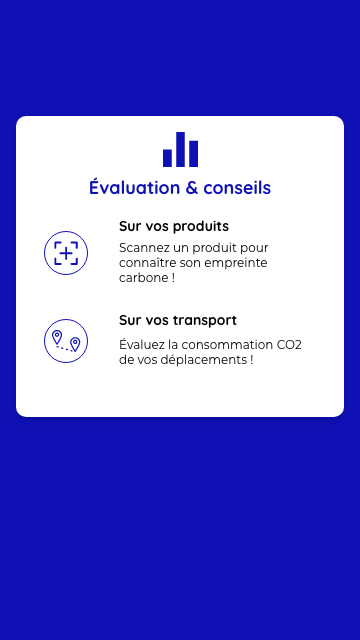 Évaluation & conseils
Sur vos produits
Scannez un produit pour
connaître son empreinte
carbone !
Sur vos transport
Évaluez la consommation CO2
de vos déplacements !